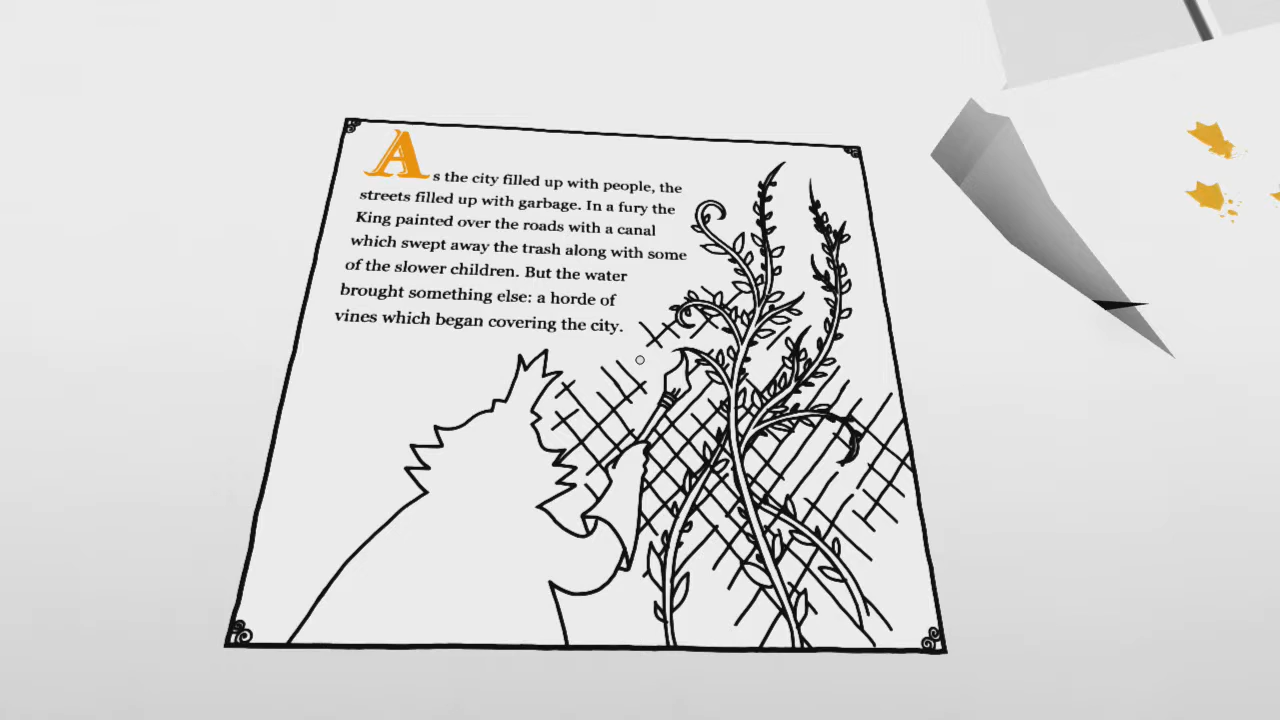 As the city filled up with people, the
streets filled up with garbage. In a fury the
King painted over the roads with a canal
which swept away the trash along with some
of the slower children. But the water
brought something else: a horde of
vines which began covering the city.